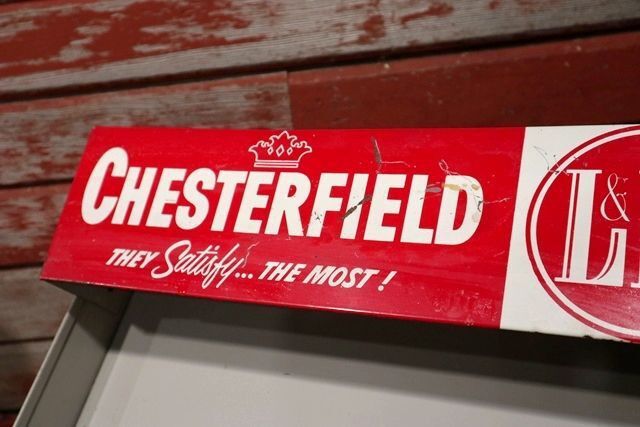 CHESTERFIELD
THEY Satisfy... THE MOST!
L&